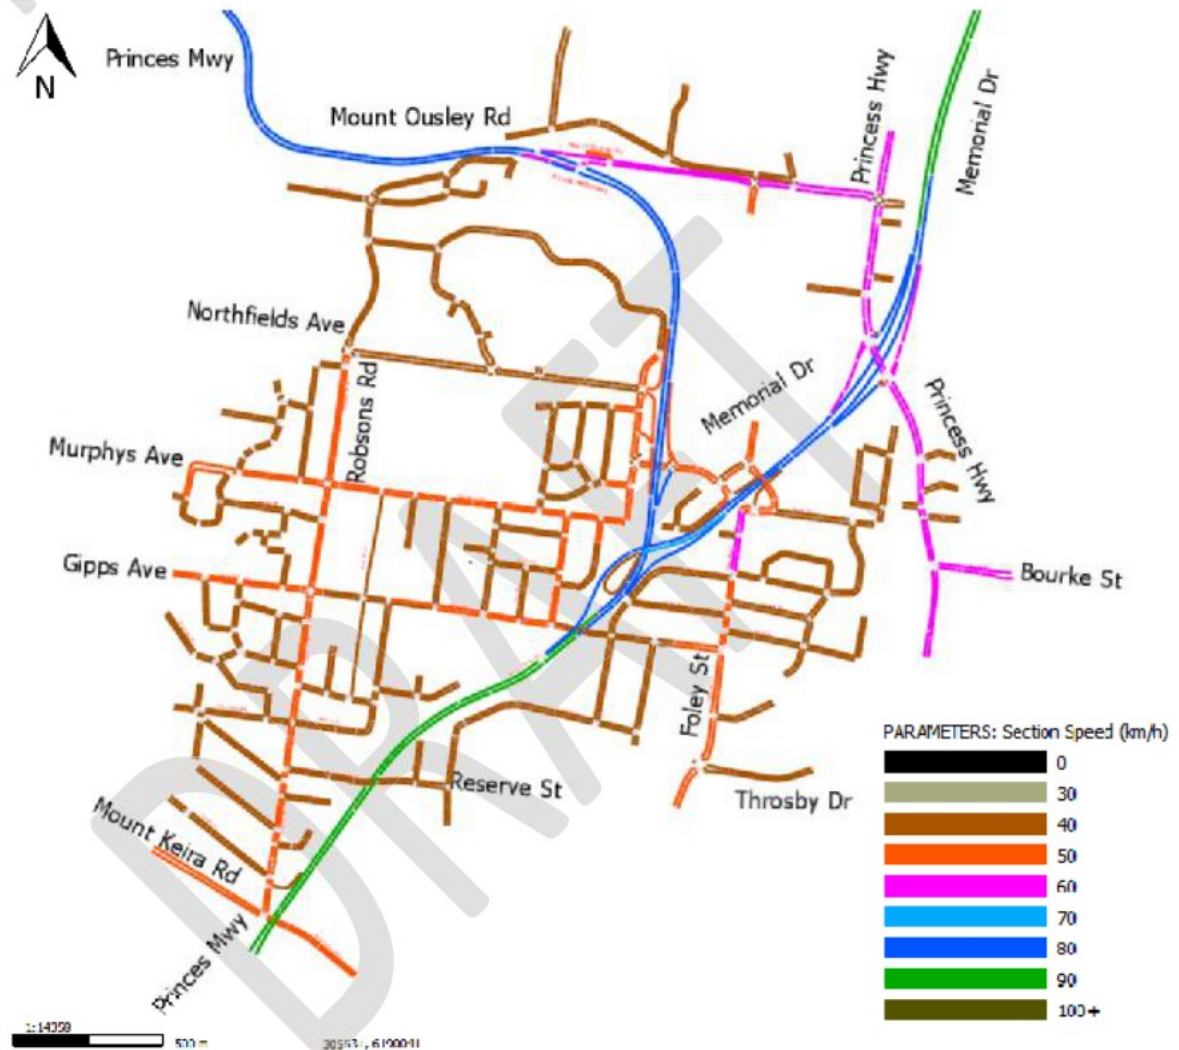 Princes Mwy
N
Mount Ousley Rd
Princess Hwy
Memorial Dr
Northfields Ave
Robsons Rd
Memorial Dr
Princess Hwy
Murphys Ave
Gipps Ave
Bourke St
Foley St
Reserve St
Throsby Dr
Mount Keira Rd
Princes Mwy
DRAFT
PARAMETERS: Section Speed (km/h)
0
30
40
50
60
70
80
90
100+
1:14358
500 m